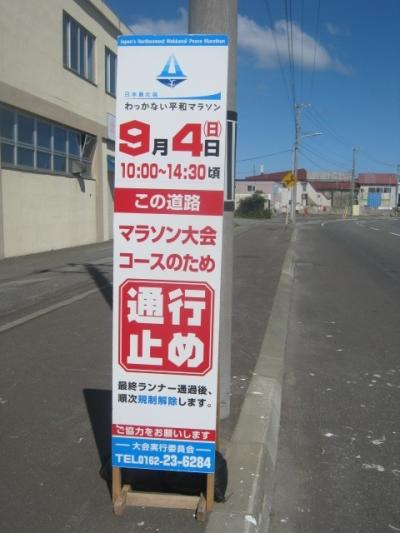 Japan's Northernmost Wakkanai Peace Marathon
日本最北端
わっかない平和マラソン
9月4日(日)
10:00~14:30頃
この道路
マラソン大会
コースのため
通行
止め
最終ランナー通過後、
順次規制解除します。
ご協力をお願いします
大会実行委員会
TEL0162-23-6284